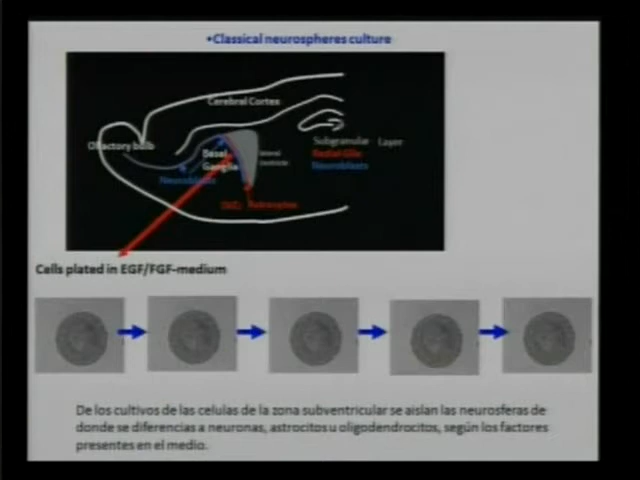 •Classical neurospheres culture
Cerebral Cortex
Olfactory bulb
Basal
Ganglia
lateral
ventricle
Subgranular Layer
Radial Glia
Neuroblasts
Neuroblasts
Astrocytes
Cells plated in EGF/FGF-medium
De los cultivos de las celulas de la zona subventricular se aislan las neurosferas de
donde se diferencias a neuronas, astrocitos u oligodendrocitos, según los factores
presentes en el medio.